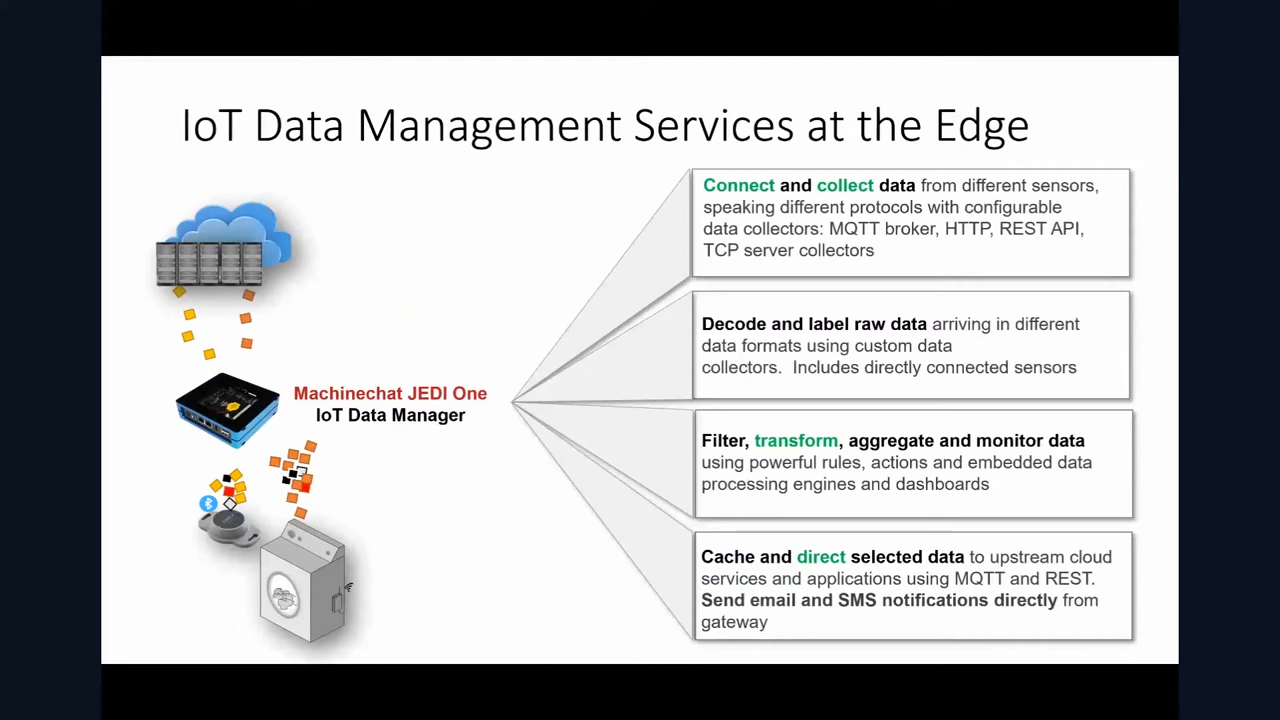 IoT Data Management Services at the Edge
Connect and collect data from different sensors,
speaking different protocols with configurable
data collectors: MQTT broker, HTTP, REST API,
TCP server collectors
Decode and label raw data arriving in different
data formats using custom data
collectors.  Includes directly connected sensors
Machinechat JEDI One
IoT Data Manager
Filter, transform, aggregate and monitor data
using powerful rules, actions and embedded data
processing engines and dashboards
Cache and direct selected data to upstream cloud
services and applications using MQTT and REST.
Send email and SMS notifications directly from
gateway